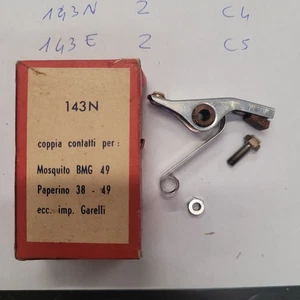 143N 2 C4
143E 2 C5
143N
coppia contatti per :
Mosquito BMG 49
Paperino 38 - 49
ecc. imp. Garelli